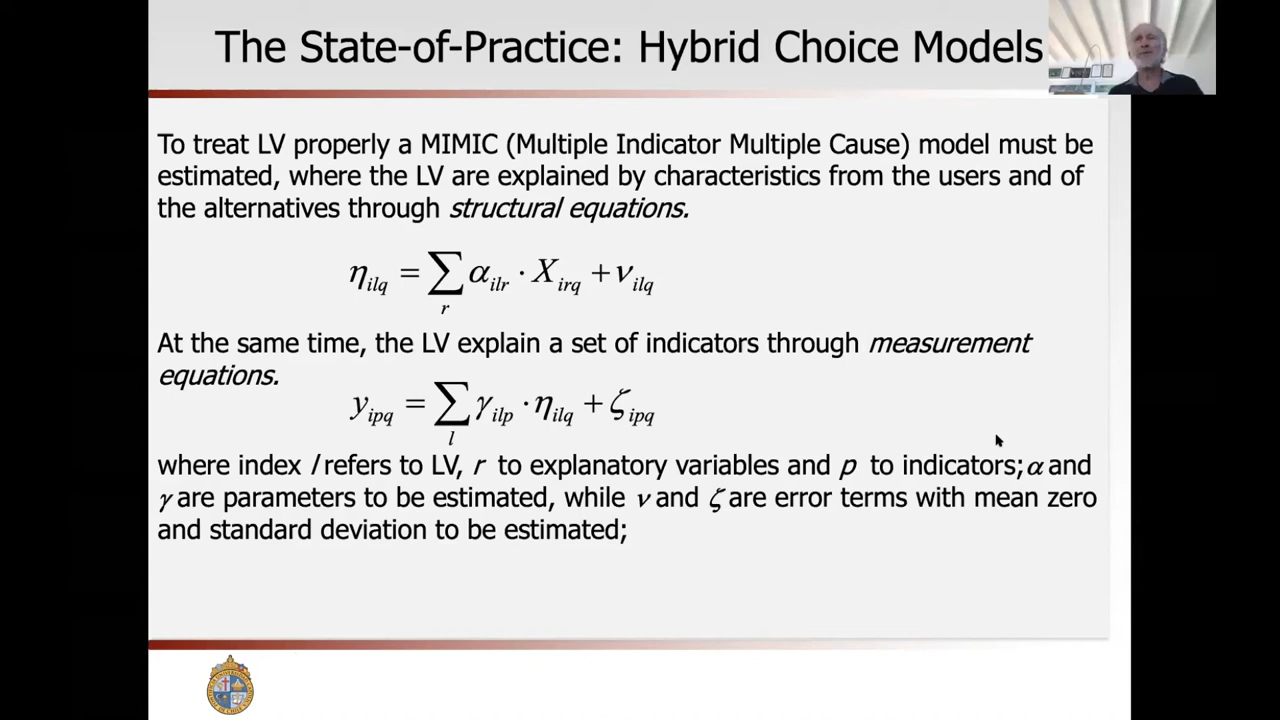 The State-of-Practice: Hybrid Choice Models
To treat LV properly a MIMIC (Multiple Indicator Multiple Cause) model must be
estimated, where the LV are explained by characteristics from the users and of
the alternatives through structural equations.
η_ilq = ∑_r α_ilr · X_irq + ν_ilq
At the same time, the LV explain a set of indicators through measurement
equations.
y_ipq = ∑_l γ_ilp · η_ilq + ζ_ipq
where index l refers to LV, r to explanatory variables and p to indicators; α and
γ are parameters to be estimated, while ν and ζ are error terms with mean zero
and standard deviation to be estimated;